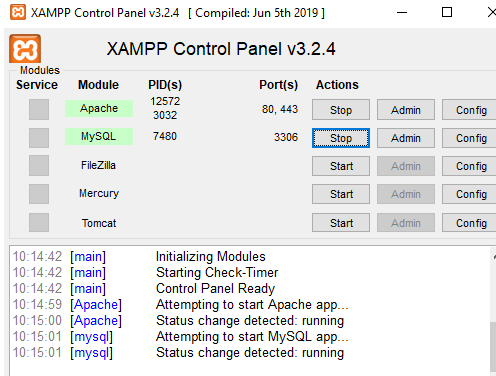 XAMPP Control Panel v3.2.4 [ Compiled: Jun 5th 2019 ]
XAMPP Control Panel v3.2.4
Modules
Service Module PID(s) Port(s) Actions
Apache 12572 3032 80, 443 Stop Admin Config
MySQL 7480 3306 Stop Admin Config
FileZilla Start Admin Config
Mercury Start Admin Config
Tomcat Start Admin Config
10:14:42 [main] Initializing Modules
10:14:42 [main] Starting Check-Timer
10:14:42 [main] Control Panel Ready
10:14:59 [Apache] Attempting to start Apache app...
10:15:00 [Apache] Status change detected: running
10:15:01 [mysql] Attempting to start MySQL app...
10:15:01 [mysql] Status change detected: running